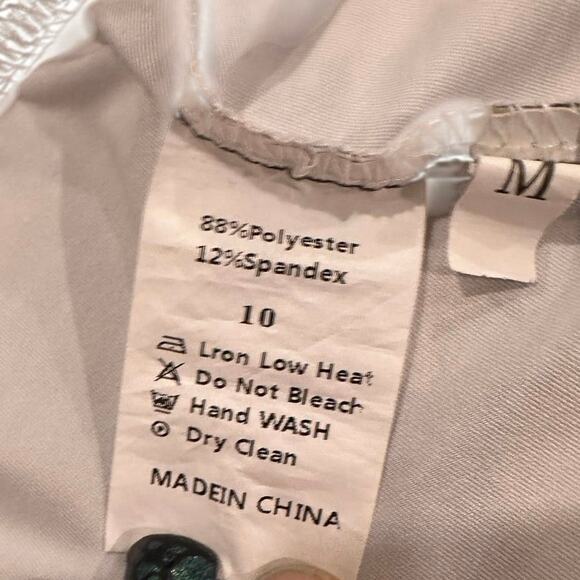 88%Polyester
12%Spandex
10
Lron Low Heat
Do Not Bleach
Hand WASH
Dry Clean
MADEIN CHINA
M